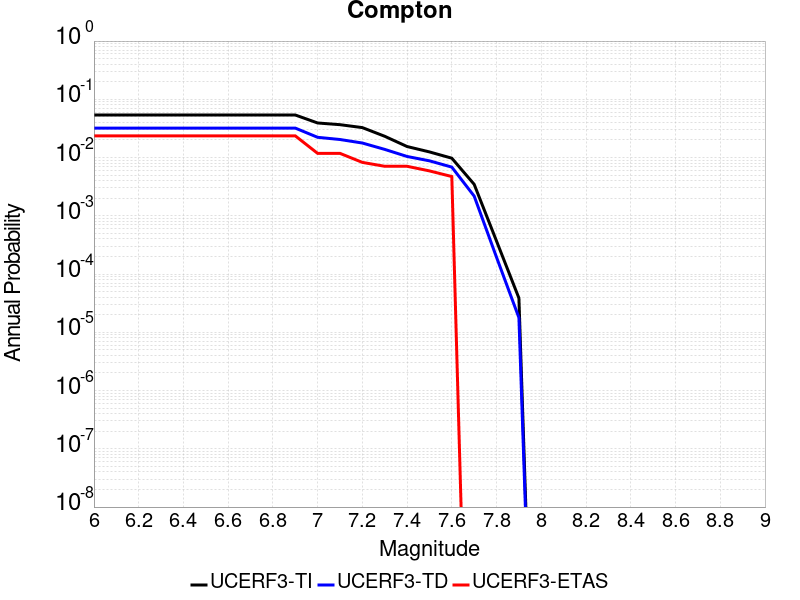 Compton
10^0
10^-1
10^-2
10^-3
10^-4
10^-5
10^-6
10^-7
10^-8
Annual Probability
6 6.2 6.4 6.6 6.8 7 7.2 7.4 7.6 7.8 8 8.2 8.4 8.6 8.8 9
Magnitude
UCERF3-TI UCERF3-TD UCERF3-ETAS